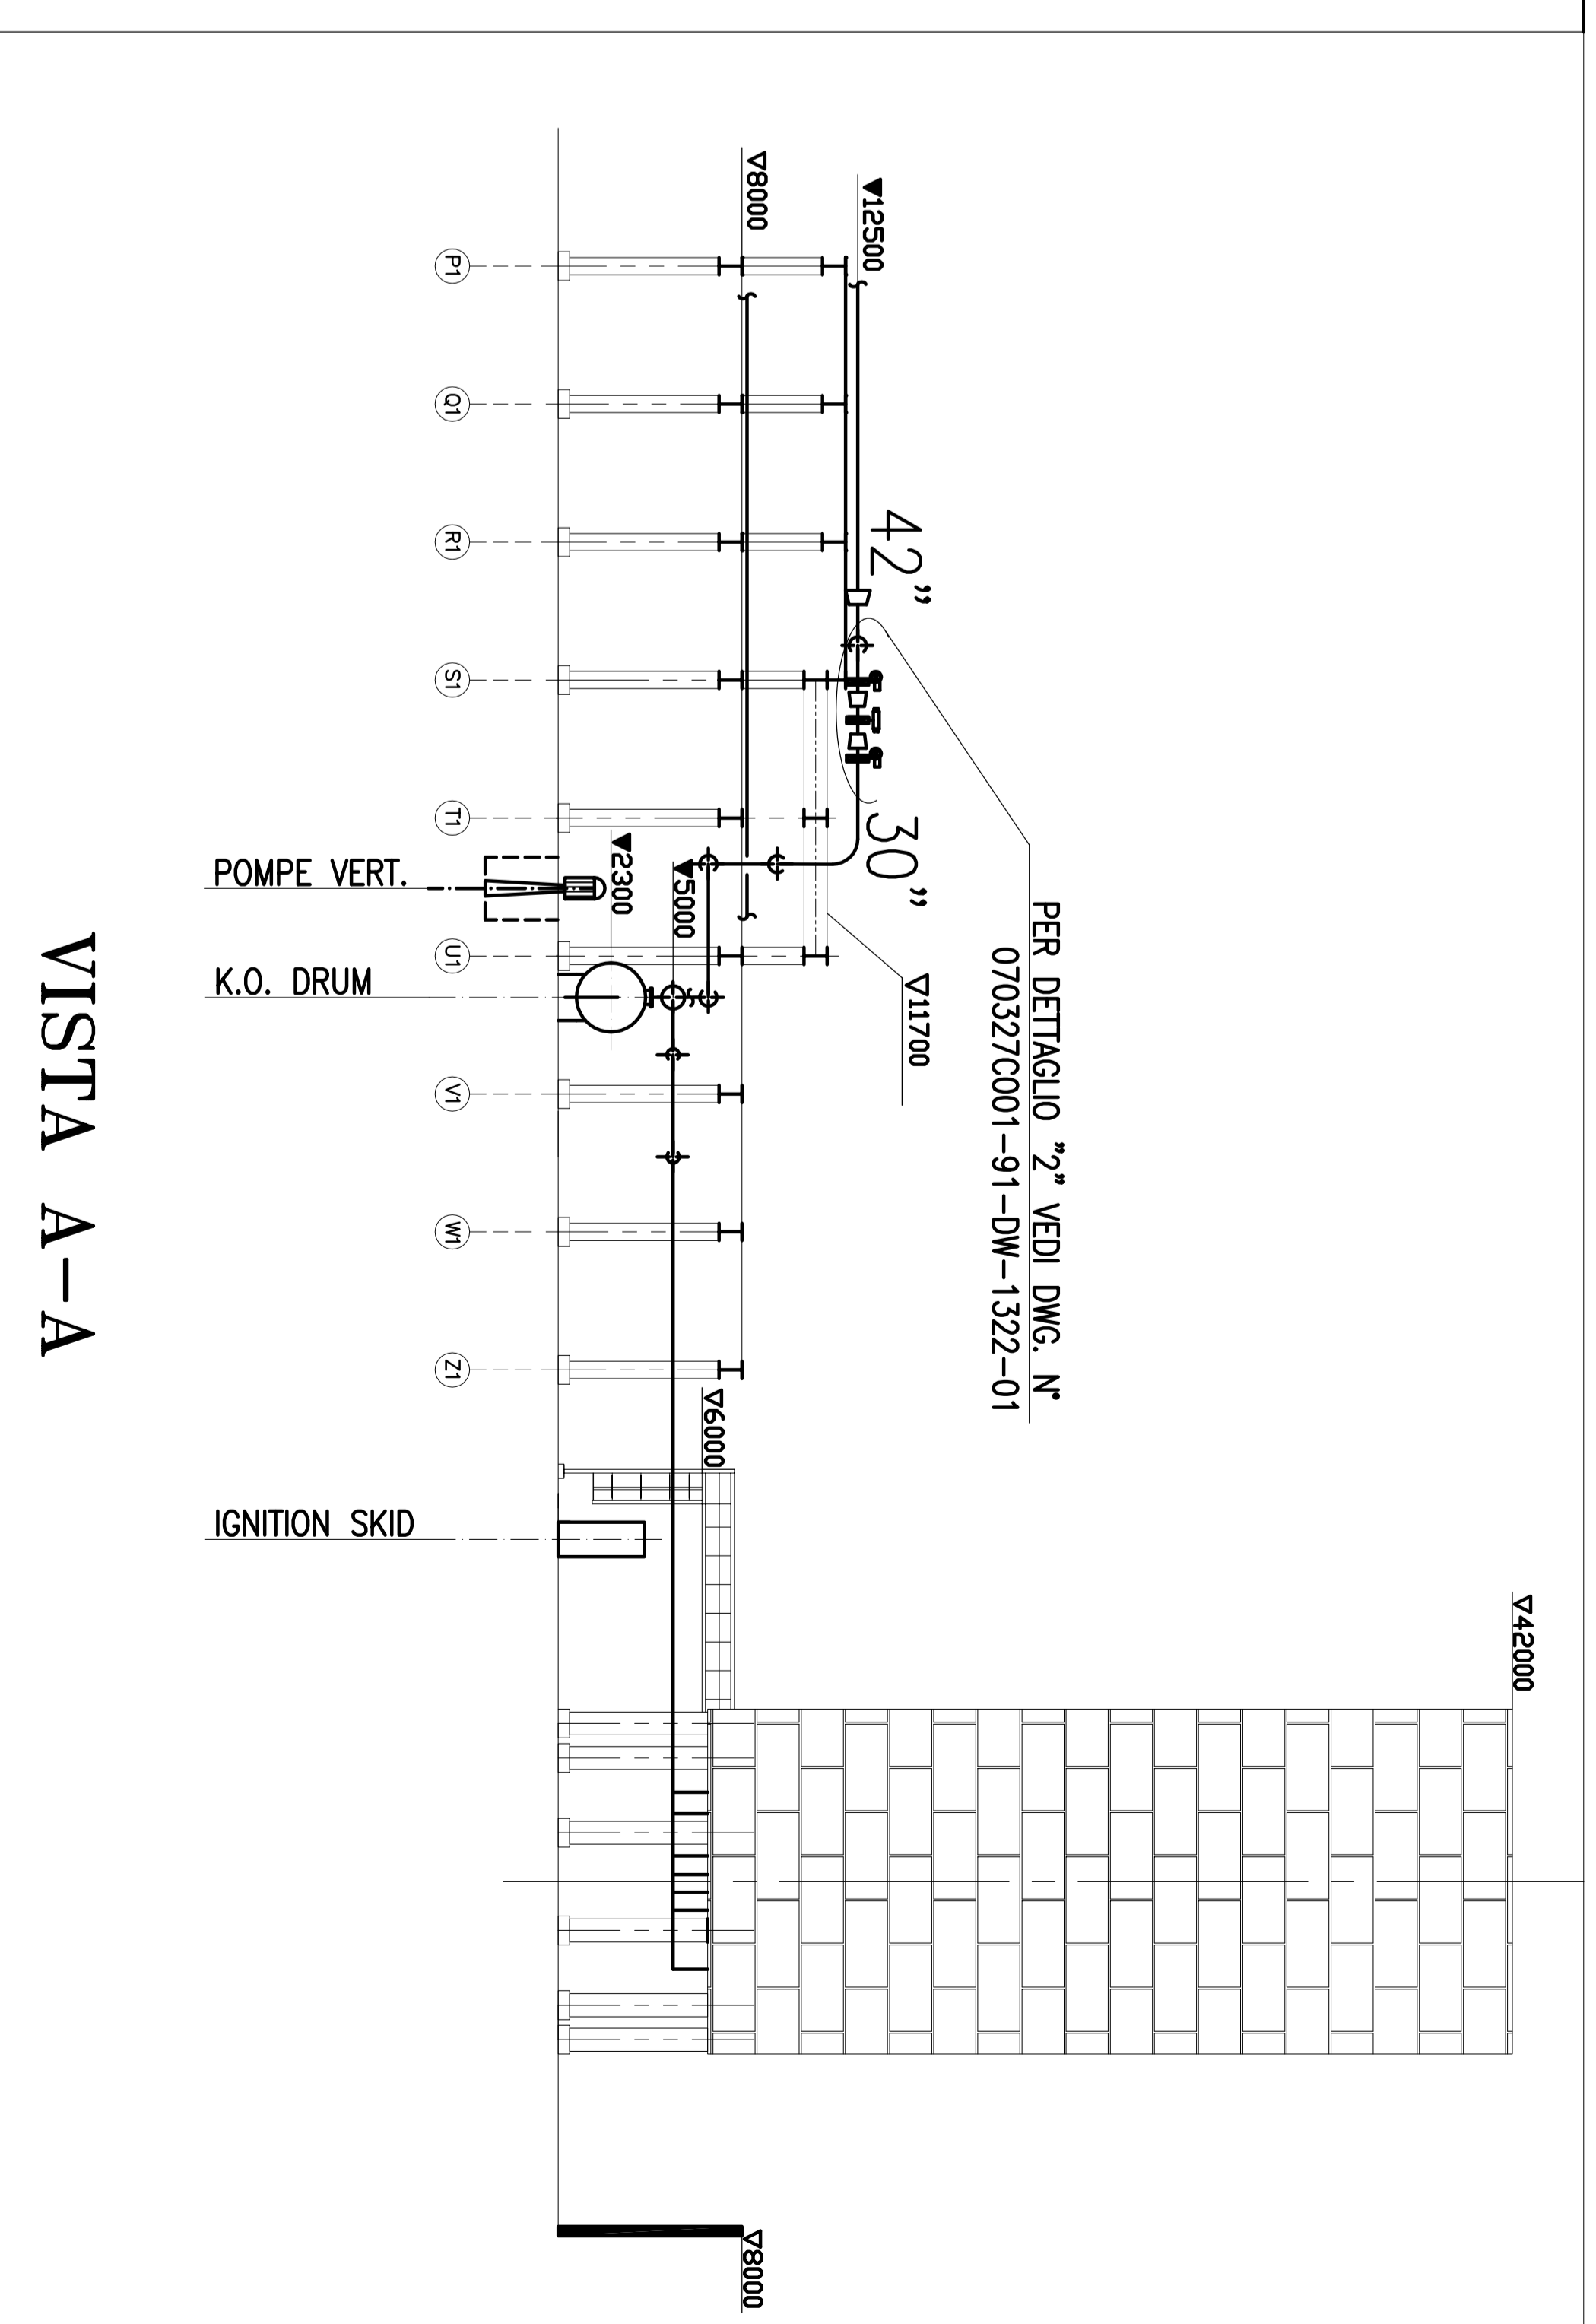 ▽42000
PER DETTAGLIO "2" VEDI DWG. N°
070327C001-91-DW-1322-01
▼12500
42"
30"
▽11700
▽8000
▽6000
▽8000
▼5000
▼2300
P1 Q1 R1 S1 T1 U1 V1 W1 Z1
POMPE VERT.
K.O. DRUM
IGNITION SKID
VISTA A-A